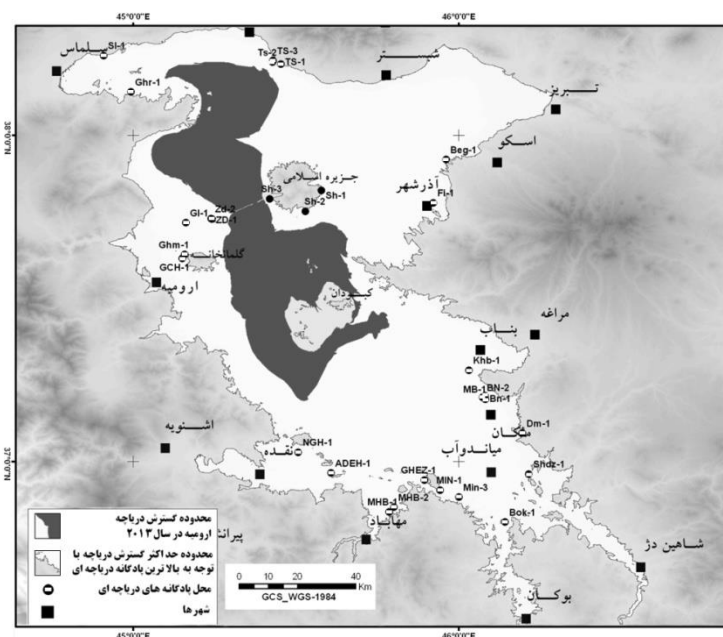 45°0'0"E
46°0'0"E
سلماس
Sl-1
Ts-2 TS-3
TS-1
شبستر
Ghr-1
تبریز
38°0'0"N
اسکو
Beg-1
جزیره اسلامی
آذرشهر
Sh-3
Sh-1
Fi-1
Sh-2
Zd-2
Gl-1
ZD-1
Ghm-1
گلمانخانه
GCH-1
ارومیه
کبودان
مراغه
بناب
Khb-1
MB-1
BN-2
Bn-1
اشنویه
Dm-1
ملکان
نقده
NGH-1
میاندوآب
ADEH-1
GHEZ-1
Shdz-1
37°0'0"N
MIN-1
Min-3
MHB-1
MHB-2
مهاباد
Bok-1
پیرانش
شاهین دژ
بوکان
محدوده گسترش دریاچه
ارومیه در سال ۲۰۱۳
محدوده حداکثر گسترش دریاچه با
توجه به بالاترین پادگانه دریاچه ای
محل پادگانه های دریاچه ای
شهرها
0 10 20 40
Km
GCS_WGS-1984
45°0'0"E
46°0'0"E